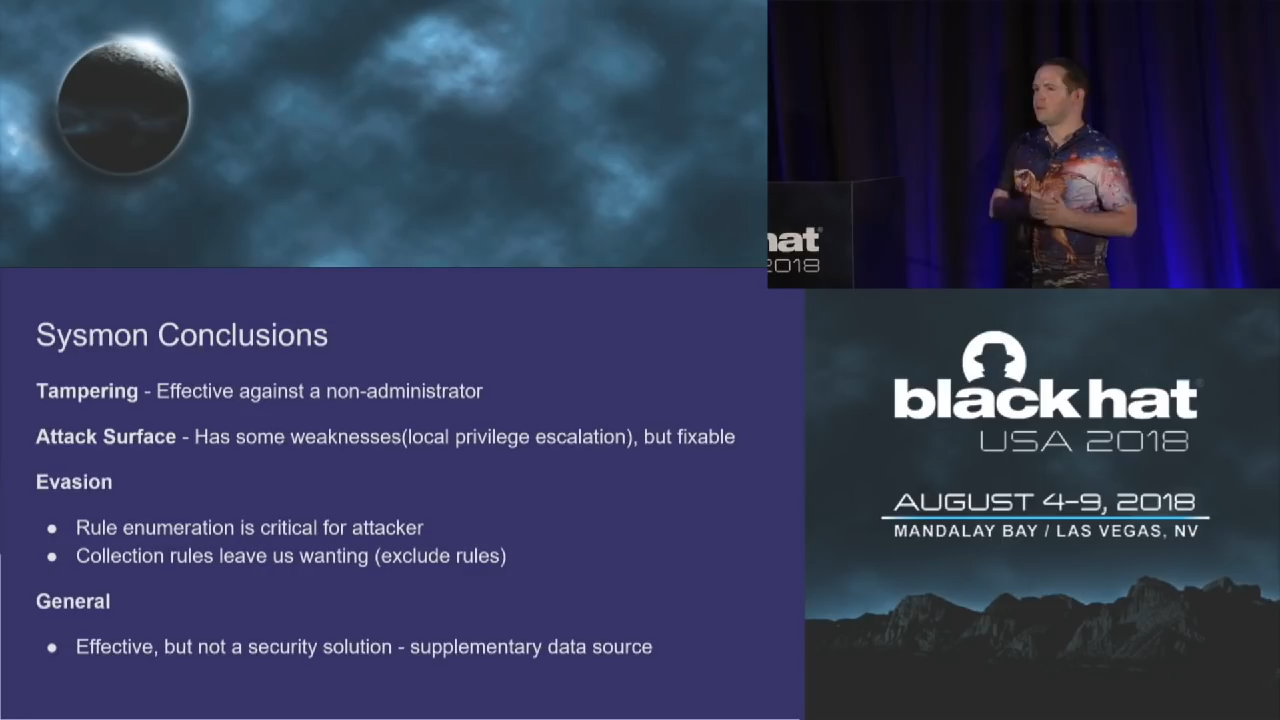 hat
2018
Sysmon Conclusions
Tampering - Effective against a non-administrator
Attack Surface - Has some weaknesses(local privilege escalation), but fixable
Evasion
● Rule enumeration is critical for attacker
● Collection rules leave us wanting (exclude rules)
General
● Effective, but not a security solution - supplementary data source
black hat
USA 2018
AUGUST 4–9, 2018
MANDALAY BAY / LAS VEGAS, NV